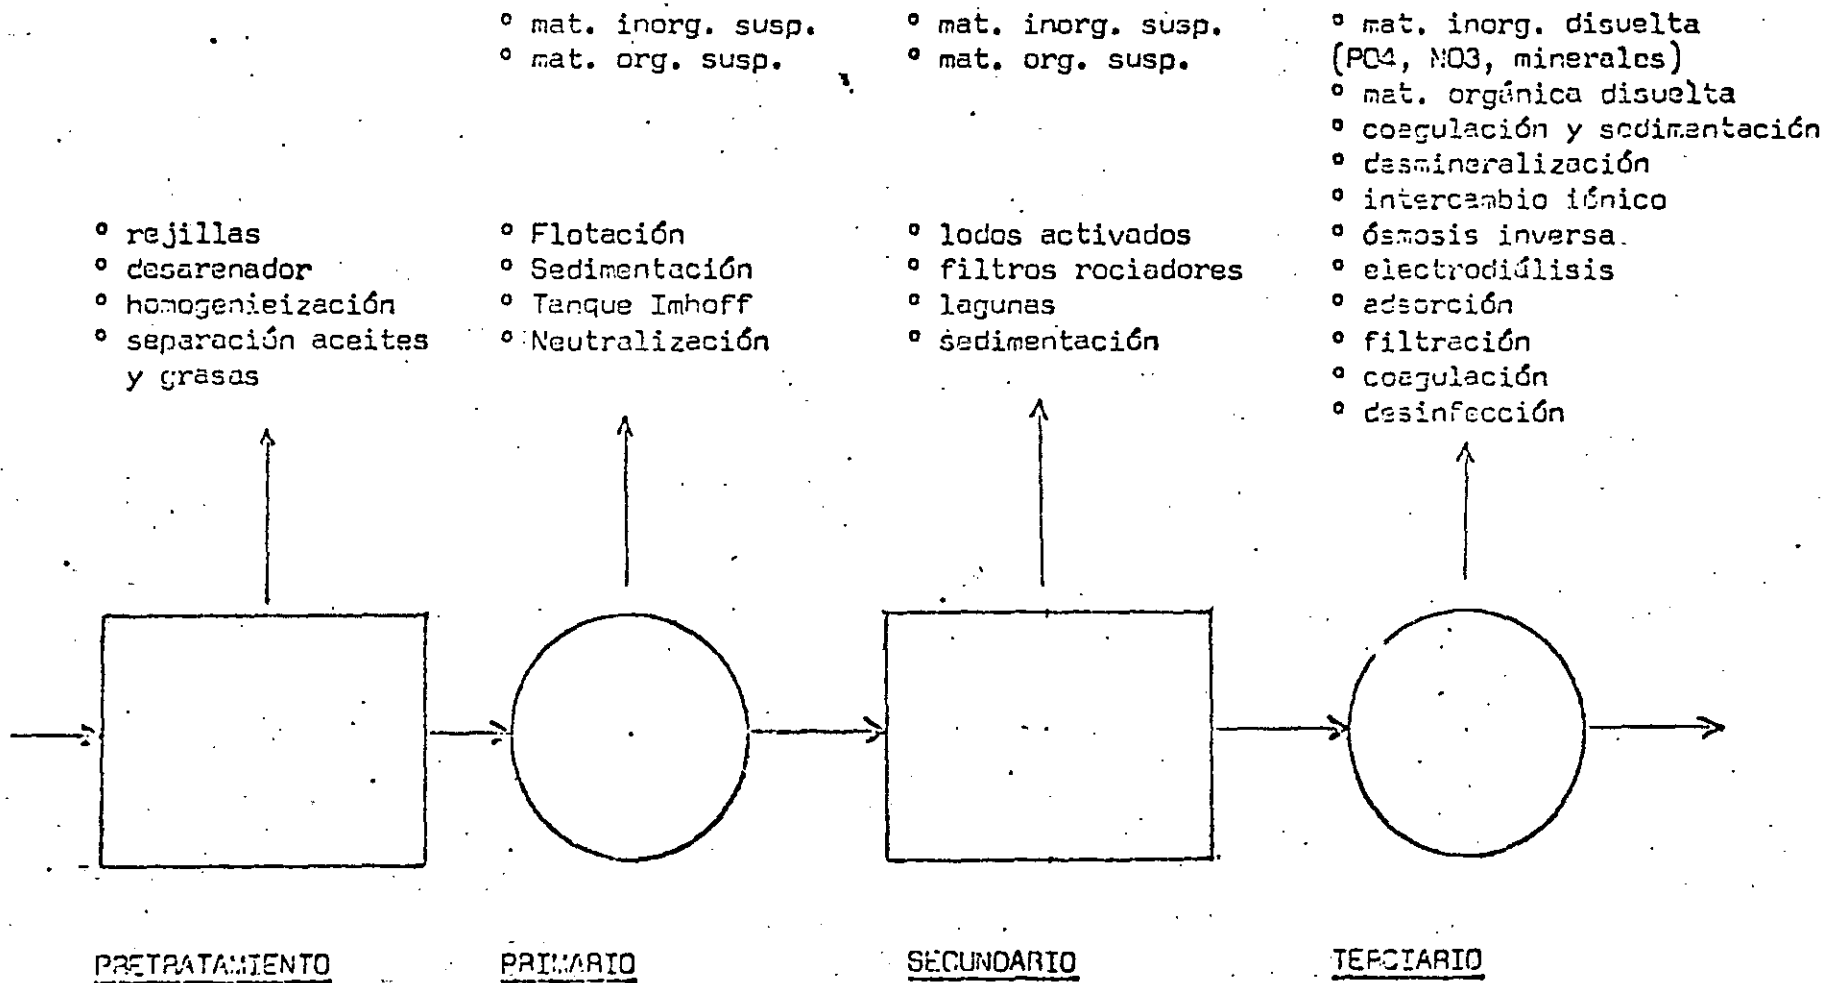 ° mat. inorg. susp.
° mat. org. susp.
° mat. inorg. susp.
° mat. org. susp.
° mat. inorg. disuelta
(PO4, NO3, minerales)
° mat. orgánica disuelta
° coagulación y sedimentación
° desmineralización
° intercambio iónico
° ósmosis inversa.
° electrodiálisis
° adsorción
° filtración
° coagulación
° desinfección
° rejillas
° desarenador
° homogenieización
° separación aceites
y grasas
° Flotación
° Sedimentación
° Tanque Imhoff
° Neutralización
° lodos activados
° filtros rociadores
° lagunas
° sedimentación
PRETRATAMIENTO
PRIMARIO
SECUNDARIO
TERCIARIO